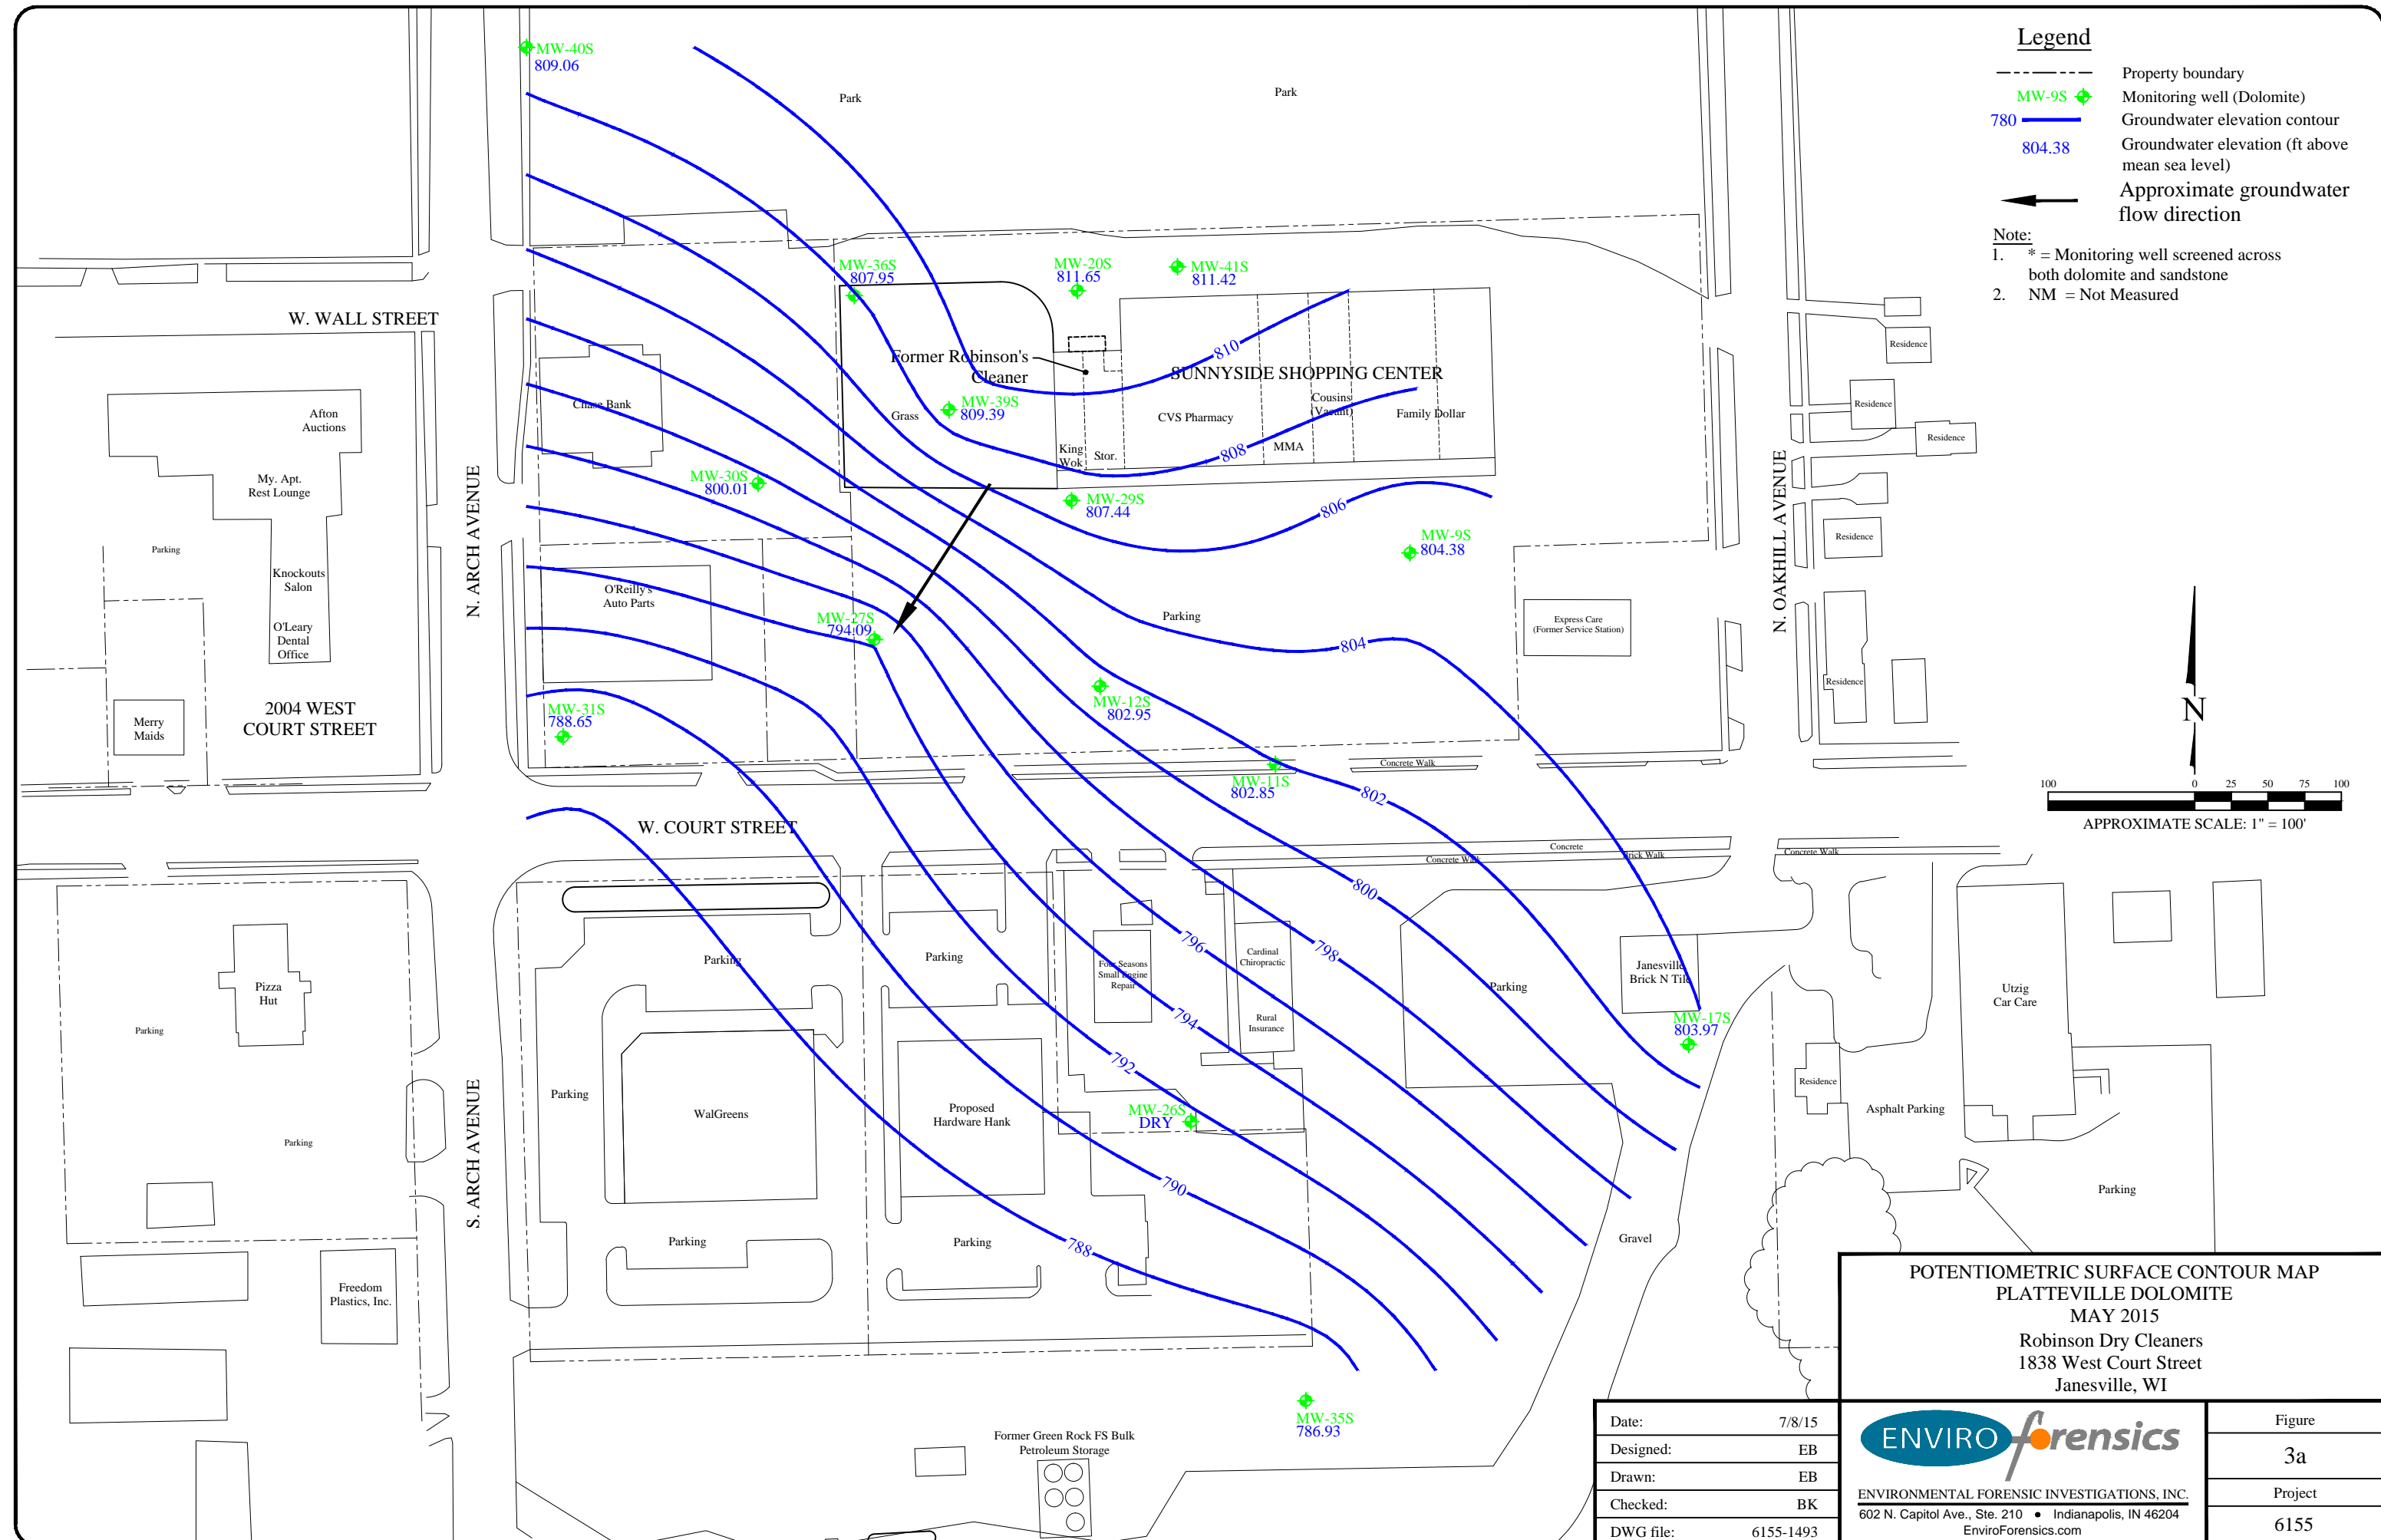 MW-40S
809.06
Park
Park
Legend
Property boundary
MW-9S
Monitoring well (Dolomite)
780
Groundwater elevation contour
804.38
Groundwater elevation (ft above
mean sea level)
Approximate groundwater
flow direction
Note:
1. * = Monitoring well screened across
both dolomite and sandstone
2. NM = Not Measured
W. WALL STREET
MW-36S
807.95
MW-20S
811.65
MW-41S
811.42
810
Former Robinson's
Cleaner
SUNNYSIDE SHOPPING CENTER
Chase Bank
MW-39S
809.39
Grass
CVS Pharmacy
Cousins
(Vacant)
Family Dollar
MMA
King
Wok
Stor.
808
Afton
Auctions
My. Apt.
Rest Lounge
Parking
Knockouts
Salon
O'Leary
Dental
Office
Merry
Maids
2004 WEST
COURT STREET
N. ARCH AVENUE
MW-30S
800.01
MW-29S
807.44
806
MW-9S
804.38
O'Reilly's
Auto Parts
MW-27S
794.09
Parking
804
Express Care
(Former Service Station)
N. OAKHILL AVENUE
Residence
Residence
Residence
Residence
Residence
N
100 0 25 50 75 100
APPROXIMATE SCALE: 1" = 100'
MW-31S
788.65
MW-12S
802.95
MW-11S
802.85
Concrete Walk
802
W. COURT STREET
Concrete
Concrete Walk
Brick Walk
Concrete Walk
800
798
796
794
792
790
788
Pizza
Hut
Parking
Parking
Freedom
Plastics, Inc.
S. ARCH AVENUE
Parking
Parking
Parking
WalGreens
Parking
Proposed
Hardware Hank
Parking
Four Seasons
Small Engine
Repair
Cardinal
Chiropractic
Rural
Insurance
MW-26S
DRY
Parking
Janesville
Brick N Tile
MW-17S
803.97
Utzig
Car Care
Residence
Asphalt Parking
Parking
Gravel
MW-35S
786.93
Former Green Rock FS Bulk
Petroleum Storage
POTENTIOMETRIC SURFACE CONTOUR MAP
PLATTEVILLE DOLOMITE
MAY 2015
Robinson Dry Cleaners
1838 West Court Street
Janesville, WI
Date: 7/8/15
Designed: EB
Drawn: EB
Checked: BK
DWG file: 6155-1493
ENVIRO forensics
ENVIRONMENTAL FORENSIC INVESTIGATIONS, INC.
602 N. Capitol Ave., Ste. 210 ● Indianapolis, IN 46204
EnviroForensics.com
Figure
3a
Project
6155